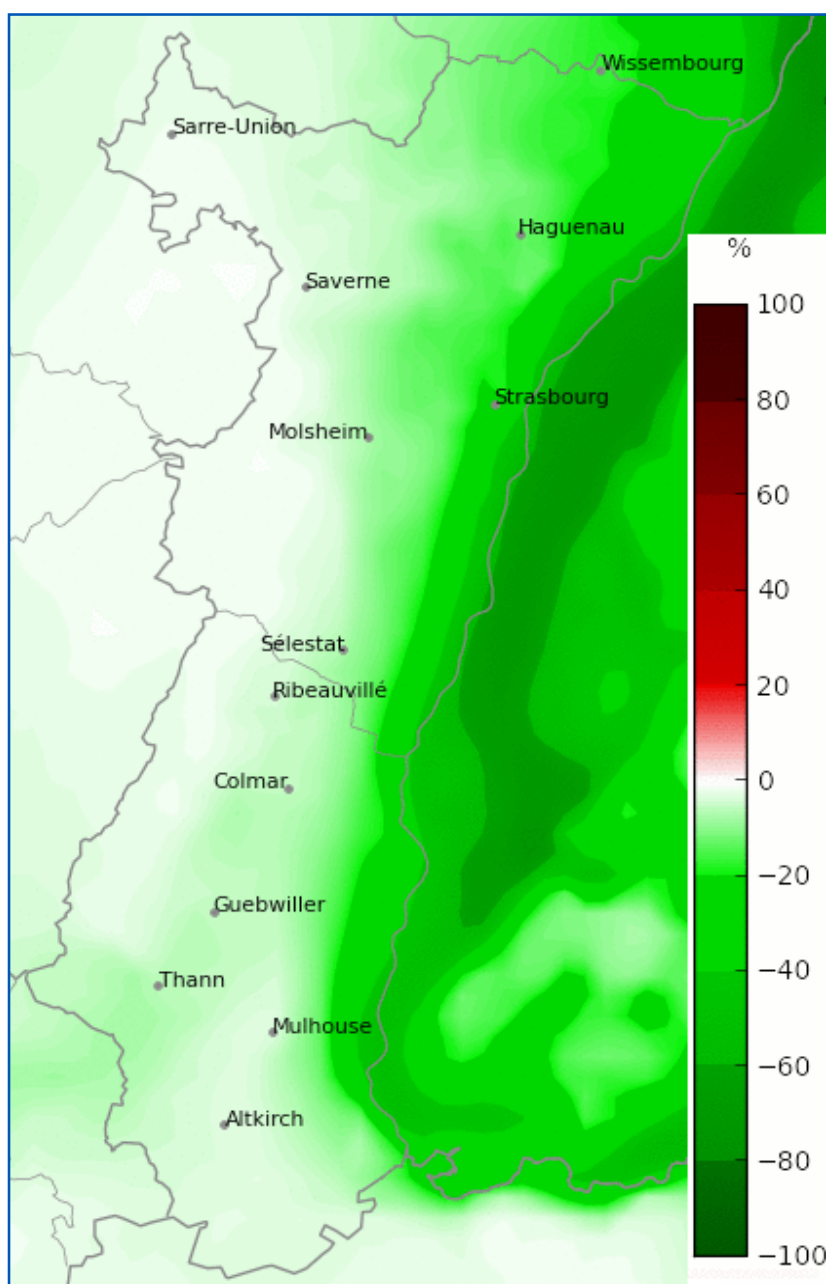 Wissembourg
Sarre-Union
Haguenau
%
Saverne
100
Strasbourg
80
Molsheim
60
40
Sélestat
20
Ribeauvillé
Colmar
0
−20
Guebwiller
Thann
−40
Mulhouse
−60
Altkirch
−80
−100